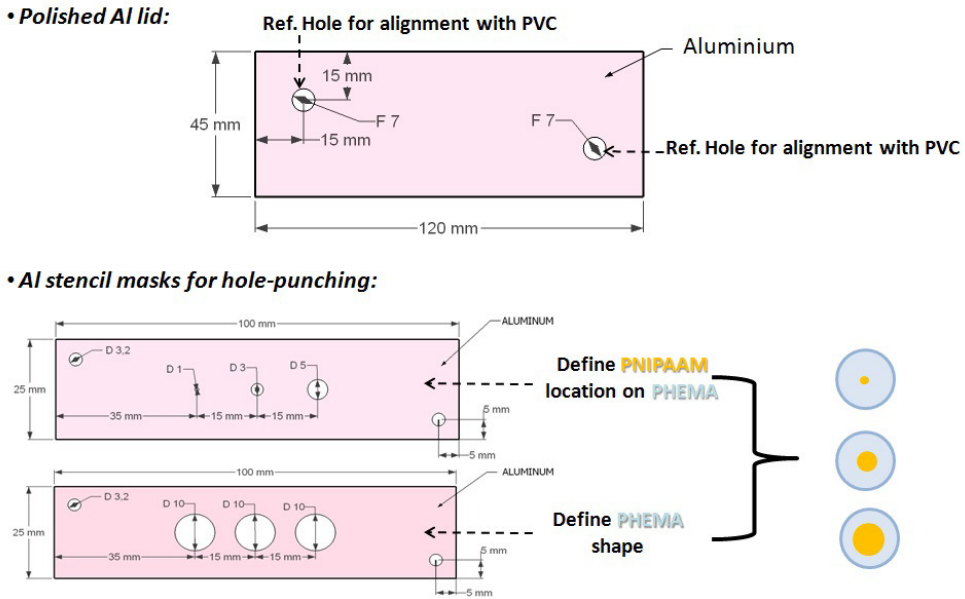 • Polished Al lid:
Ref. Hole for alignment with PVC
Aluminium
15 mm
F 7
F 7
45 mm
15 mm
Ref. Hole for alignment with PVC
120 mm
• Al stencil masks for hole-punching:
100 mm
ALUMINUM
D 3,2
D 1
D 3
D 5
25 mm
Define PNIPAAM
location on PHEMA
35 mm
15 mm
15 mm
5 mm
5 mm
100 mm
ALUMINUM
D 3,2
D 10
D 10
D 10
25 mm
Define PHEMA
shape
35 mm
15 mm
15 mm
5 mm
5 mm